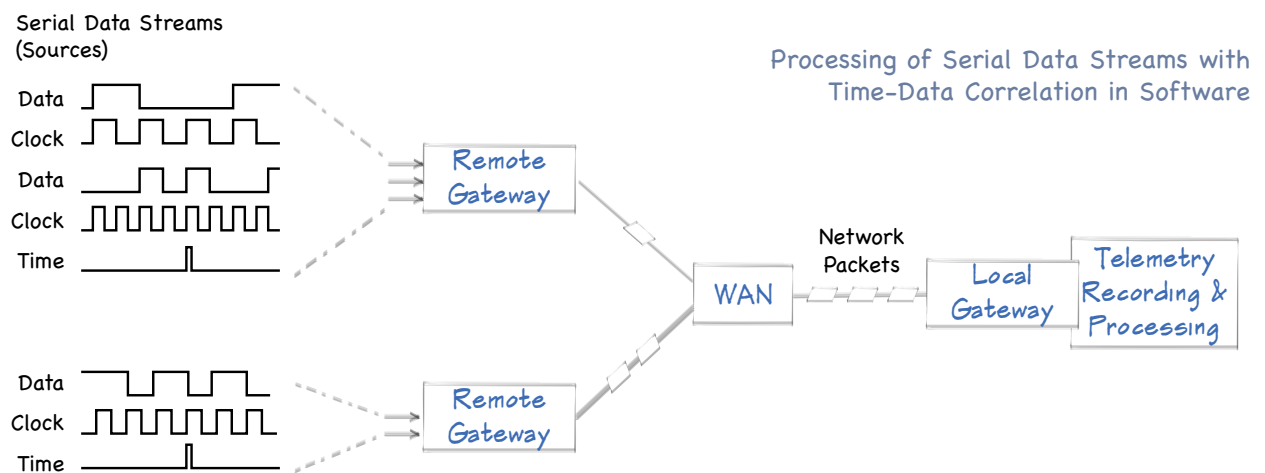 Serial Data Streams
(Sources)
Processing of Serial Data Streams with
Time-Data Correlation in Software
Data
Clock
Data
Clock
Time
Remote
Gateway
Network
Packets
WAN
Local
Gateway
Telemetry
Recording &
Processing
Data
Clock
Time
Remote
Gateway